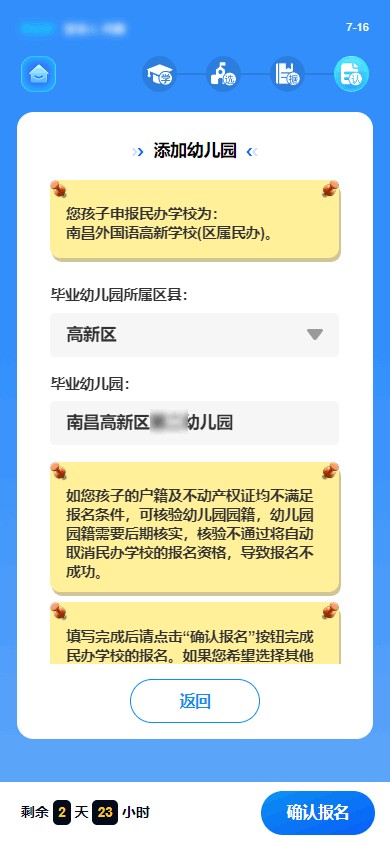 7-16
学
选
框
认
添加幼儿园
您孩子申报民办学校为：
南昌外国语高新学校(区属民办)。
毕业幼儿园所属区县：
高新区
毕业幼儿园：
南昌高新区 幼儿园
如您孩子的户籍及不动产权证均不满足
报名条件，可核验幼儿园园籍，幼儿园
园籍需要后期核实，核验不通过将自动
取消民办学校的报名资格，导致报名不
成功。
填写完成后请点击“确认报名”按钮完成
民办学校的报名。如果您希望选择其他
返回
剩余 2 天 23 小时
确认报名